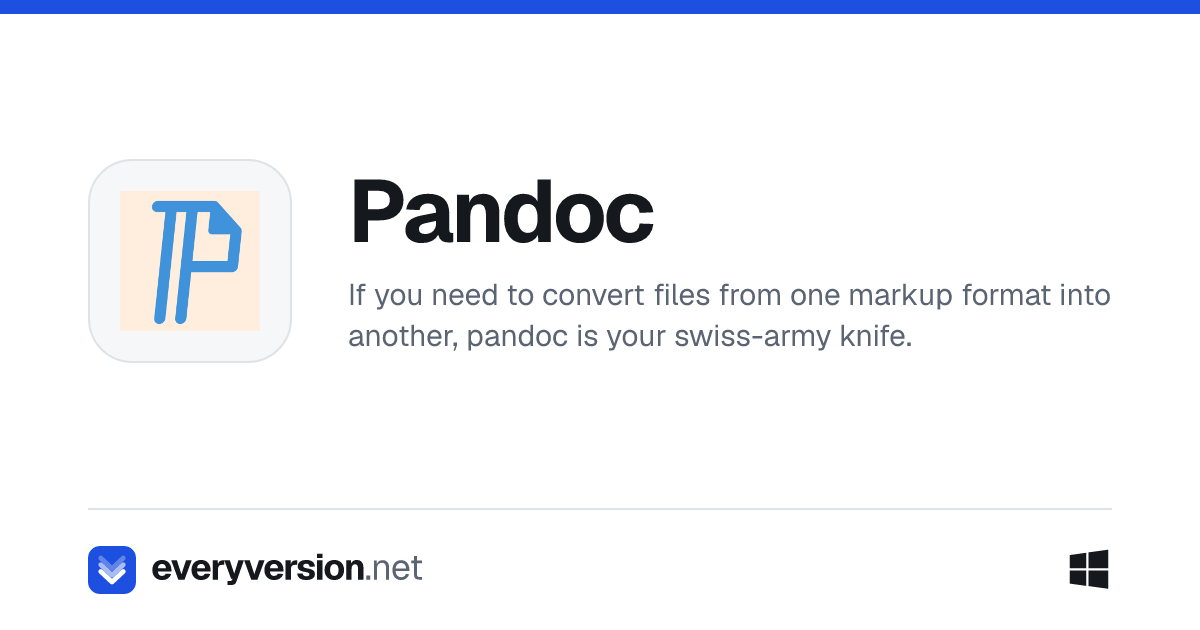 Pandoc
If you need to convert files from one markup format into
another, pandoc is your swiss-army knife.
everyversion.net